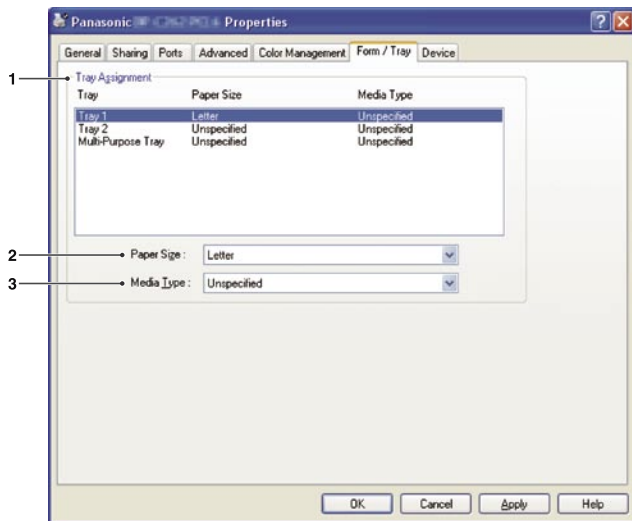 Panasonic Properties
General Sharing Ports Advanced Color Management Form / Tray Device
1 Tray Assignment
Tray Paper Size Media Type
Tray 1 Letter Unspecified
Tray 2 Unspecified Unspecified
Multi-Purpose Tray Unspecified Unspecified
2 Paper Size : Letter
3 Media Type : Unspecified
OK Cancel Apply Help